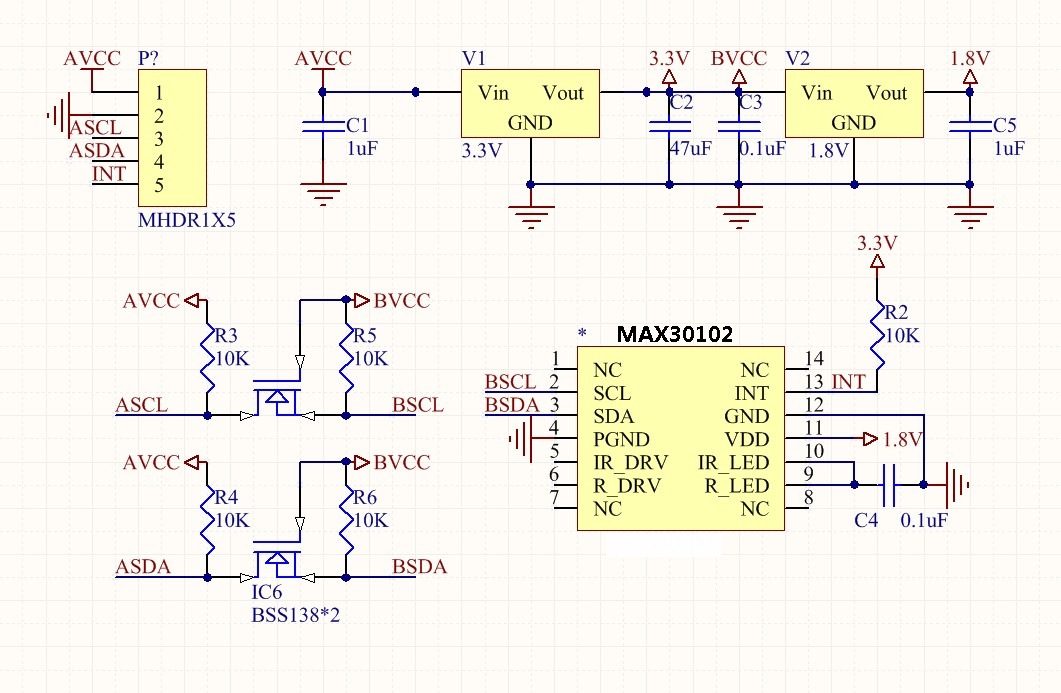 AVCC P?
1
2
ASCL
3
ASDA
4
INT
5
MHDR1X5
AVCC
C1
1uF
V1
Vin Vout
GND
3.3V
3.3V
C2
47uF
BVCC
C3
0.1uF
V2
Vin Vout
GND
1.8V
1.8V
C5
1uF
AVCC BVCC
R3 R5
10K 10K
ASCL BSCL
AVCC BVCC
R4 R6
10K 10K
ASDA BSDA
IC6
BSS138*2
3.3V
R2
10K
* MAX30102
1 NC NC 14
BSCL 2 SCL INT 13 INT
BSDA 3 SDA GND 12
4 PGND VDD 11 1.8V
5 IR_DRV IR_LED 10
6 R_DRV R_LED 9
7 NC NC 8
C4 0.1uF